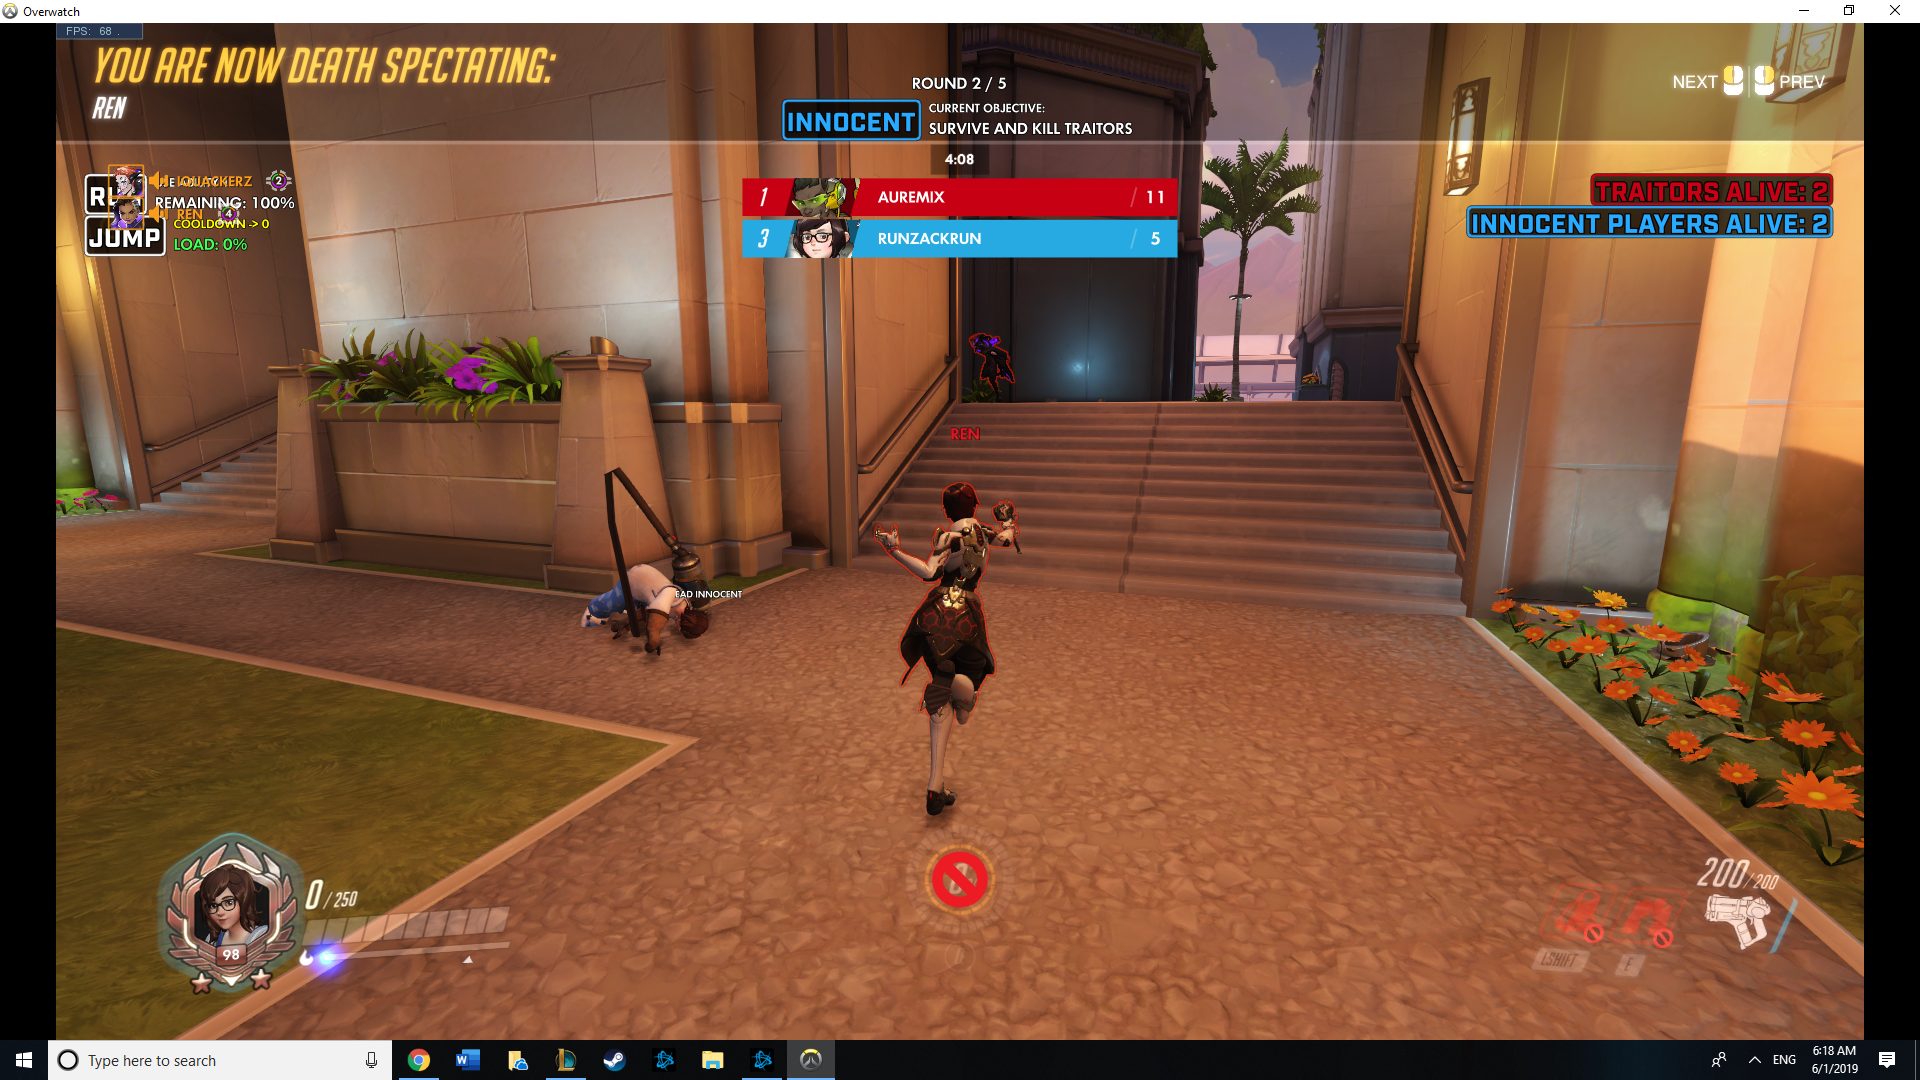 Overwatch
FPS: 68 .
YOU ARE NOW DEATH SPECTATING:
REN
ROUND 2 / 5
INNOCENT
CURRENT OBJECTIVE:
SURVIVE AND KILL TRAITORS
4:08
NEXT PREV
1 AUREMIX / 11
3 RUNZACKRUN / 5
TRAITORS ALIVE: 2
INNOCENT PLAYERS ALIVE: 2
2
REMAINING: 100%
REN 4
COOLDOWN -> 0
JUMP
LOAD: 0%
REN
EAD INNOCENT
0 / 250
98
200 / 200
LSHIFT
E
Type here to search
ENG
6:18 AM
6/1/2019